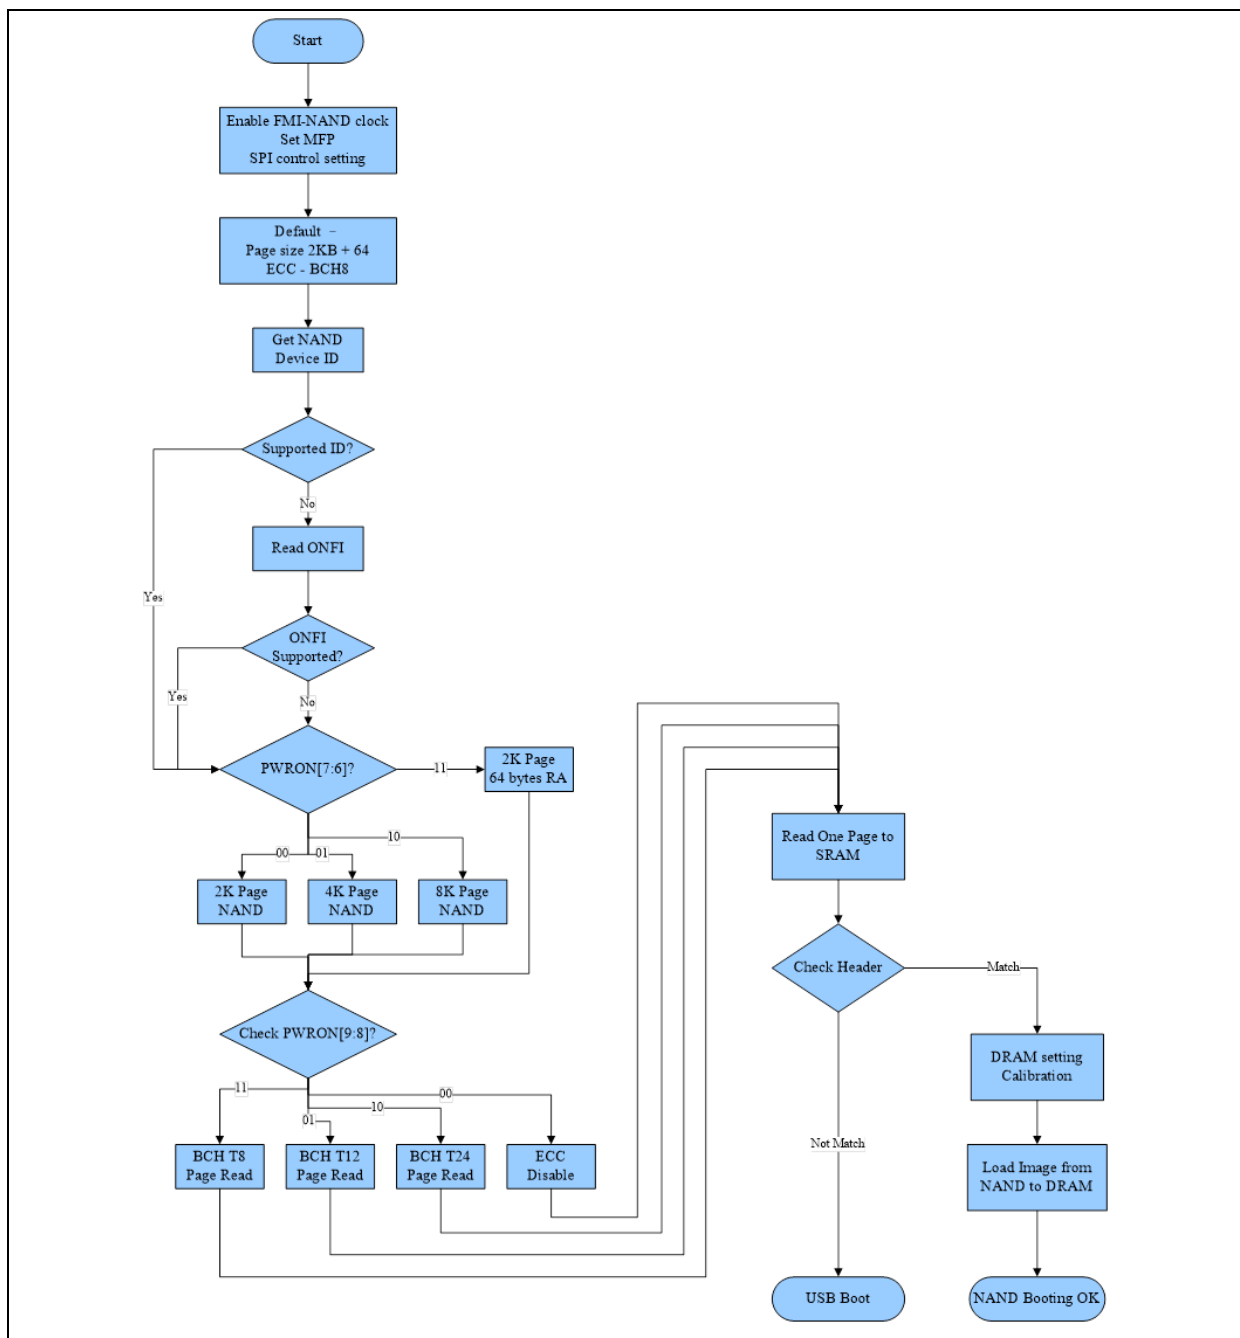 Start
Enable FMI-NAND clock
Set MFP
SPI control setting
Default –
Page size 2KB + 64
ECC - BCH8
Get NAND
Device ID
Supported ID?
No
Read ONFI
Yes
ONFI
Supported?
Yes
No
PWRON[7:6]?
11
2K Page
64 bytes RA
10
00
01
2K Page
NAND
4K Page
NAND
8K Page
NAND
Check PWRON[9:8]?
11
00
10
01
BCH T8
Page Read
BCH T12
Page Read
BCH T24
Page Read
ECC
Disable
Read One Page to
SRAM
Check Header
Match
DRAM setting
Calibration
Not Match
Load Image from
NAND to DRAM
USB Boot
NAND Booting OK